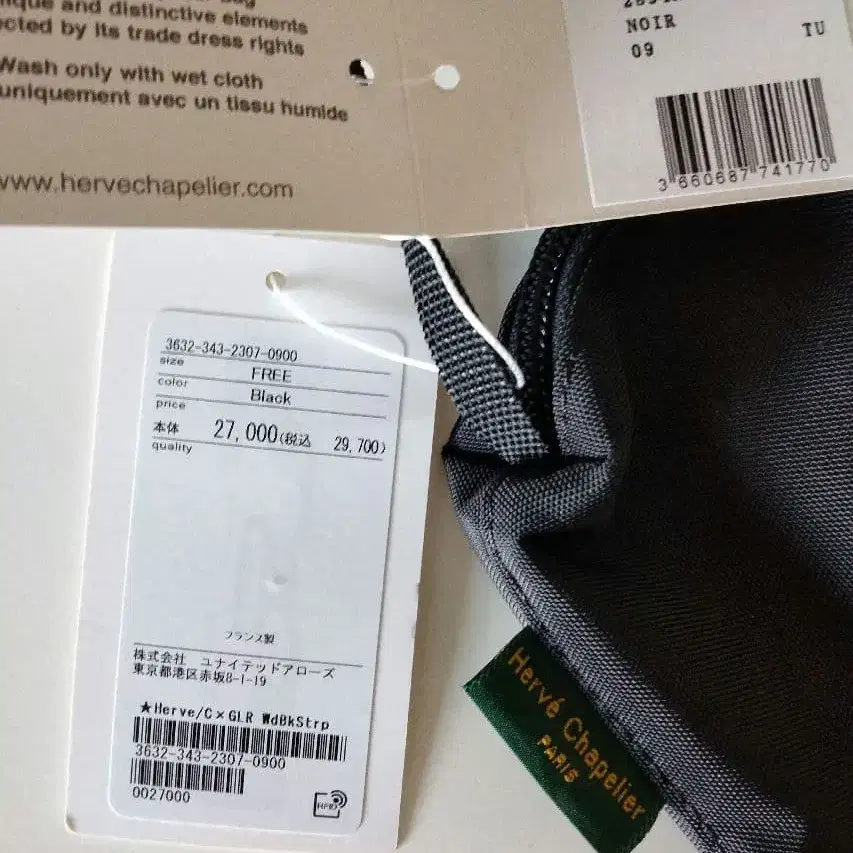 and distinctive elements
by its trade dress rights
Wash only with wet cloth
uniquement avec un tissu humide
www.hervechapelier.com
NOIR
09 TU
3 660687 741770
3632-343-2307-0900
size FREE
color Black
price
本体 27,000(税込 29,700)
quality
フランス製
株式会社 ユナイテッドアローズ
東京都港区赤坂8-1-19
★Herve/C×GLR WdBkStrp
3632-343-2307-0900
0027000
RFID
Hervé Chapelier
PARIS